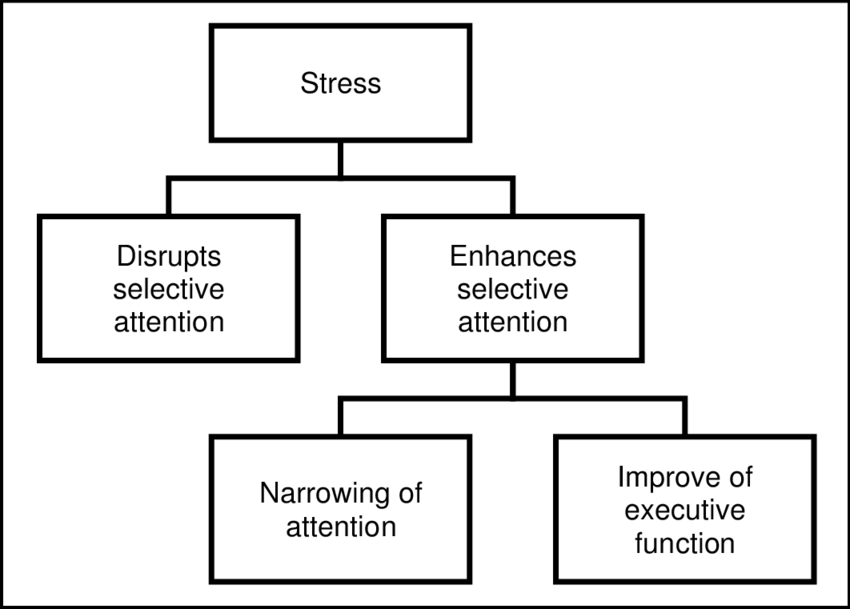 Stress
Disrupts
selective
attention
Enhances
selective
attention
Narrowing of
attention
Improve of
executive
function